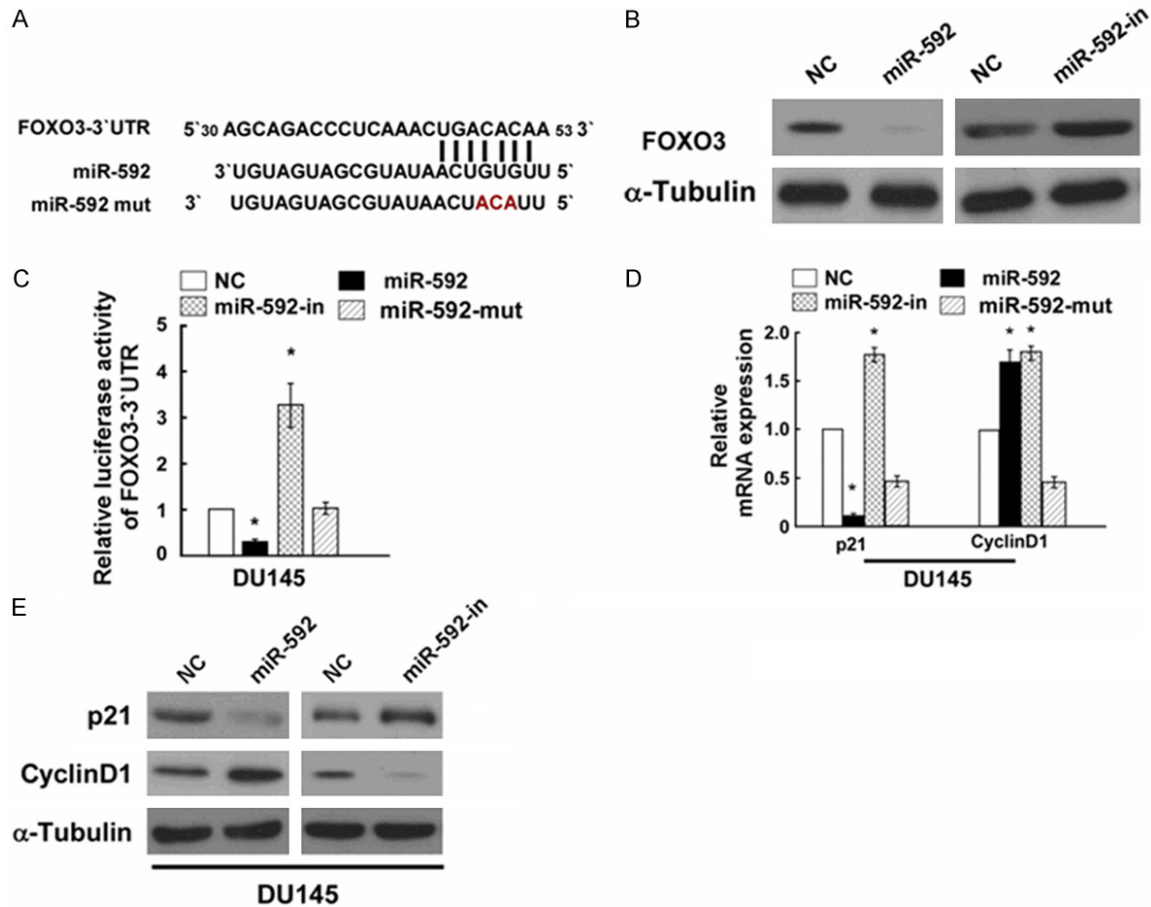 A
FOXO3-3`UTR 5`30 AGCAGACCCUCAAACUGACACAA 53 3`
miR-592 3`UGUAGUAGCGUAUAACUGUGUU 5`
miR-592 mut 3` UGUAGUAGCGUAUAACUACAUU 5`
B
NC miR-592 NC miR-592-in
FOXO3
α-Tubulin
C
NC miR-592
miR-592-in miR-592-mut
Relative luciferase activity
of FOXO3-3`UTR
5
4
3
2
1
0
*
*
DU145
D
NC miR-592
miR-592-in miR-592-mut
Relative
mRNA expression
2.0
1.5
1.0
0.5
0
* * *
*
p21 CyclinD1
DU145
E
NC miR-592 NC miR-592-in
p21
CyclinD1
α-Tubulin
DU145